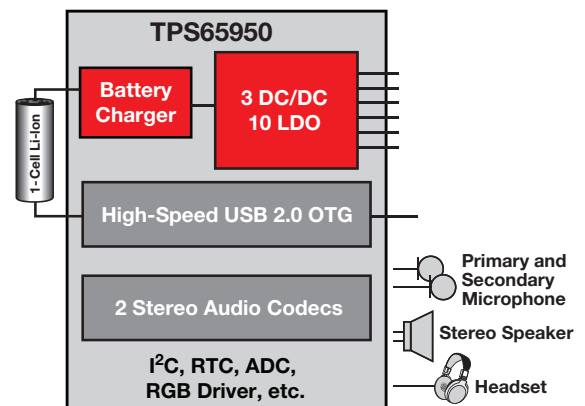 TPS65950
Battery
Charger
3 DC/DC
10 LDO
1-Cell Li-Ion
High-Speed USB 2.0 OTG
2 Stereo Audio Codecs
Primary and
Secondary
Microphone
Stereo Speaker
I²C, RTC, ADC,
RGB Driver, etc.
Headset